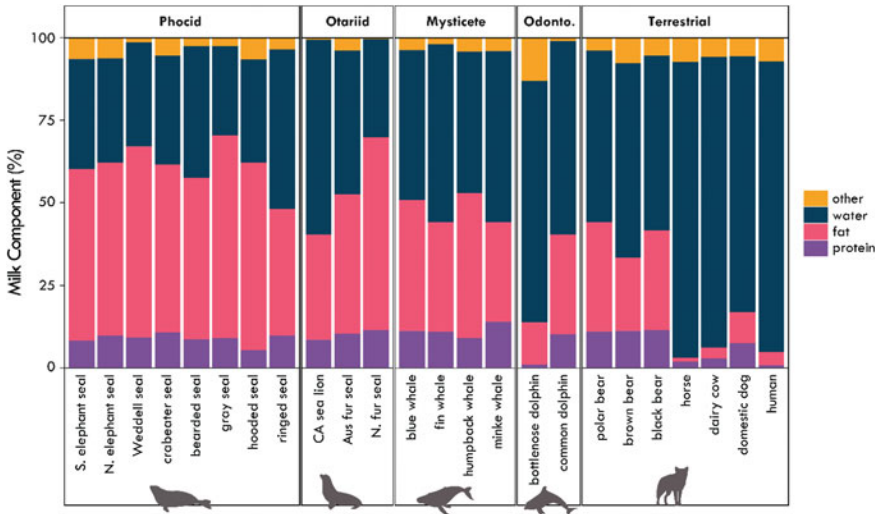 Phocid
Otariid
Mysticete
Odonto.
Terrestrial
Milk Component (%)
100
75
50
25
0
other
water
fat
protein
S. elephant seal
N. elephant seal
Weddell seal
crabeater seal
bearded seal
gray seal
hooded seal
ringed seal
CA sea lion
Aus fur seal
N. fur seal
blue whale
fin whale
humpback whale
minke whale
bottlenose dolphin
common dolphin
polar bear
brown bear
black bear
horse
dairy cow
domestic dog
human